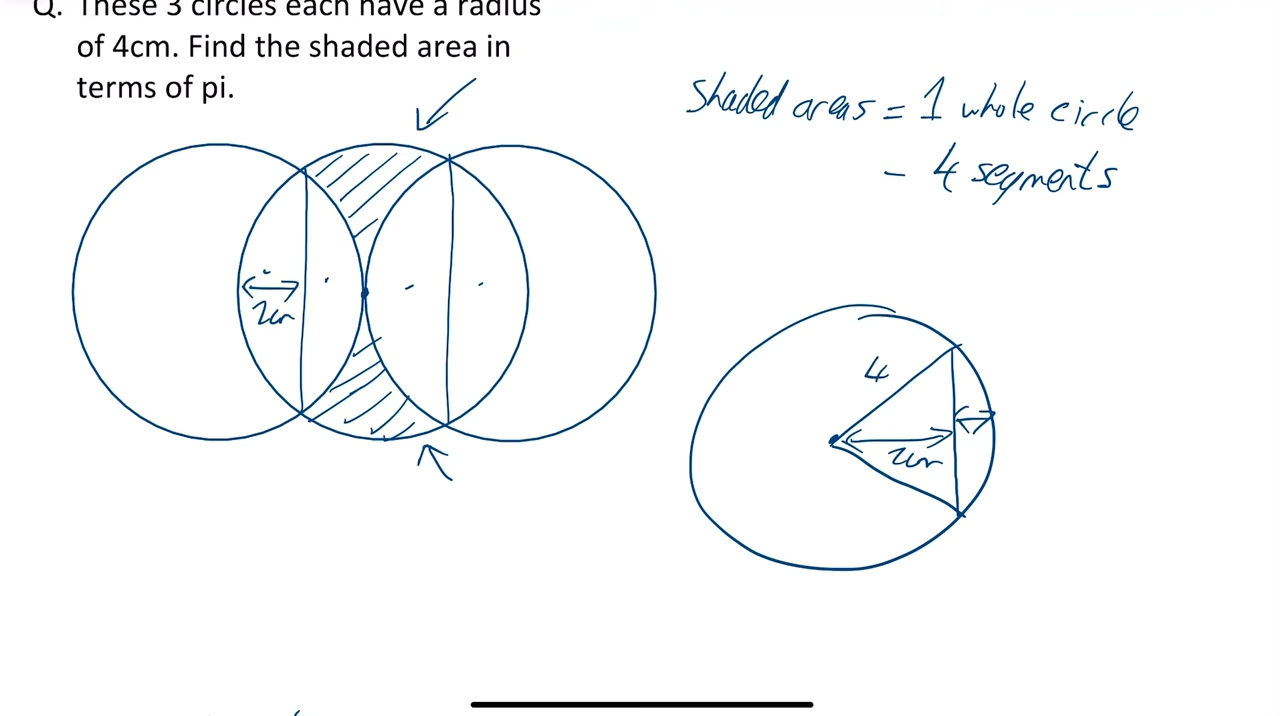 Q. These 3 circles each have a radius
of 4cm. Find the shaded area in
terms of pi.
Shaded areas = 1 whole circle
- 4 segments
2cm
4
2cm